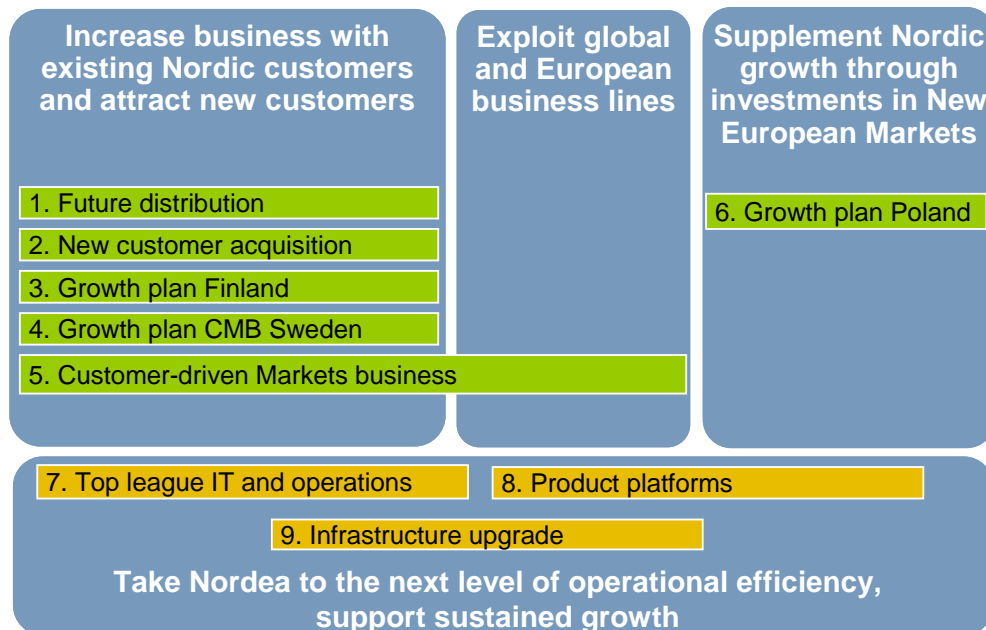 Increase business with
existing Nordic customers
and attract new customers
Exploit global
and European
business lines
Supplement Nordic
growth through
investments in New
European Markets
1. Future distribution
2. New customer acquisition
3. Growth plan Finland
4. Growth plan CMB Sweden
5. Customer-driven Markets business
6. Growth plan Poland
7. Top league IT and operations
8. Product platforms
9. Infrastructure upgrade
Take Nordea to the next level of operational efficiency,
support sustained growth